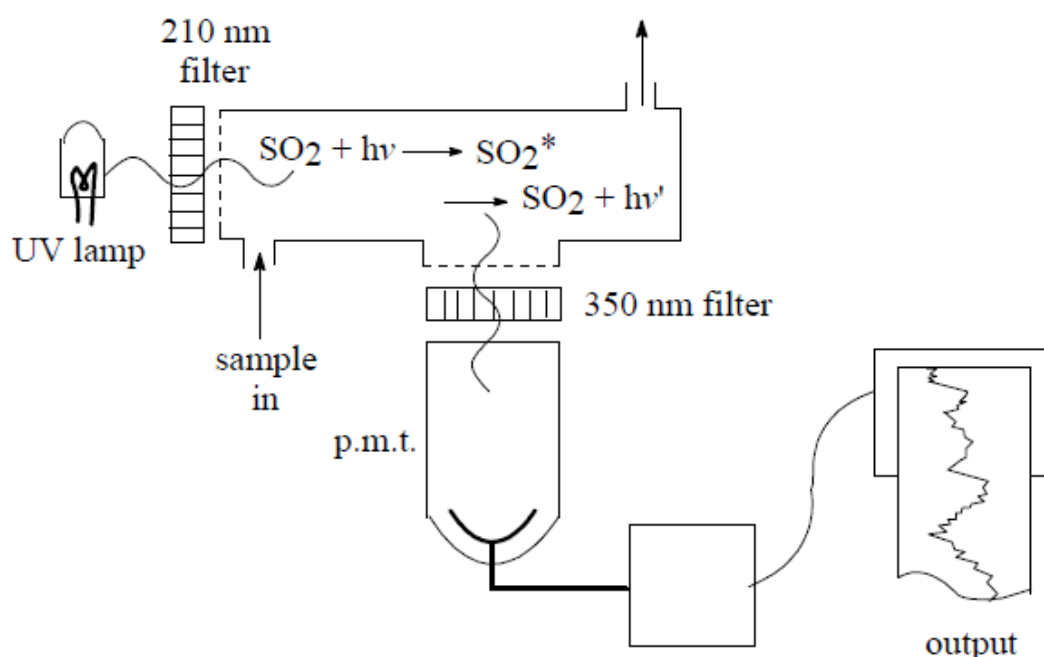 210 nm
filter
SO₂ + hν → SO₂*
→ SO₂ + hν'
UV lamp
350 nm filter
sample
in
p.m.t.
output